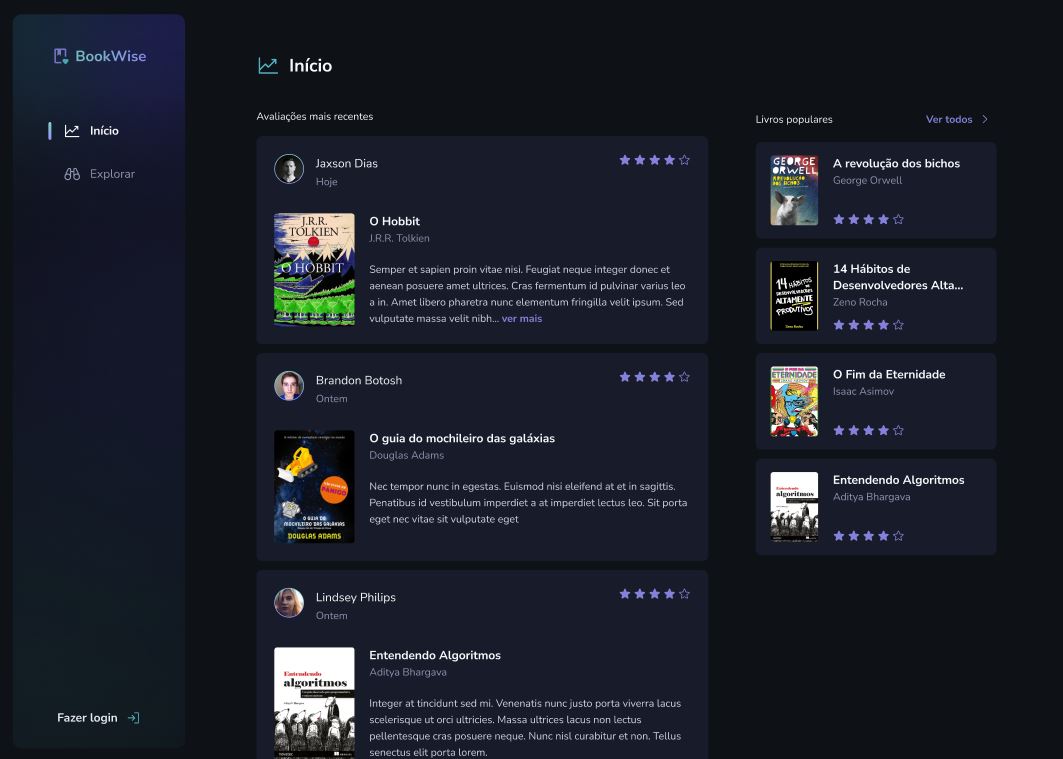 BookWise
Início
Explorar
Fazer login
Início
Avaliações mais recentes
Jaxson Dias
Hoje
J.R.R.
TOLKIEN
O HOBBIT
O Hobbit
J.R.R. Tolkien
Semper et sapien proin vitae nisi. Feugiat neque integer donec et
aenean posuere amet ultrices. Cras fermentum id pulvinar varius leo
a in. Amet libero pharetra nunc elementum fringilla velit ipsum. Sed
vulputate massa velit nibh... ver mais
Brandon Botosh
Ontem
PÂNICO
O GUIA DO
MOCHILEIRO DAS GALÁXIAS
DOUGLAS ADAMS
O guia do mochileiro das galáxias
Douglas Adams
Nec tempor nunc in egestas. Euismod nisi eleifend at et in sagittis.
Penatibus id vestibulum imperdiet a at imperdiet lectus leo. Sit porta
eget nec vitae sit vulputate eget
Lindsey Philips
Ontem
Entendendo
algoritmos
Entendendo Algoritmos
Aditya Bhargava
Integer at tincidunt sed mi. Venenatis nunc justo porta viverra lacus
scelerisque ut orci ultricies. Massa ultrices lacus non lectus
pellentesque cras posuere neque. Nunc nisl curabitur et non. Tellus
senectus elit porta lorem.
Livros populares
Ver todos
GEORGE
ORWELL
A REVOLUÇÃO
DOS BICHOS
A revolução dos bichos
George Orwell
14 HÁBITOS
DE DESENVOLVEDORES
ALTAMENTE
PRODUTIVOS
Zeno Rocha
14 Hábitos de
Desenvolvedores Alta...
Zeno Rocha
ETERNIDADE
ISAAC ASIMOV
O Fim da Eternidade
Isaac Asimov
Entendendo
algoritmos
Entendendo Algoritmos
Aditya Bhargava